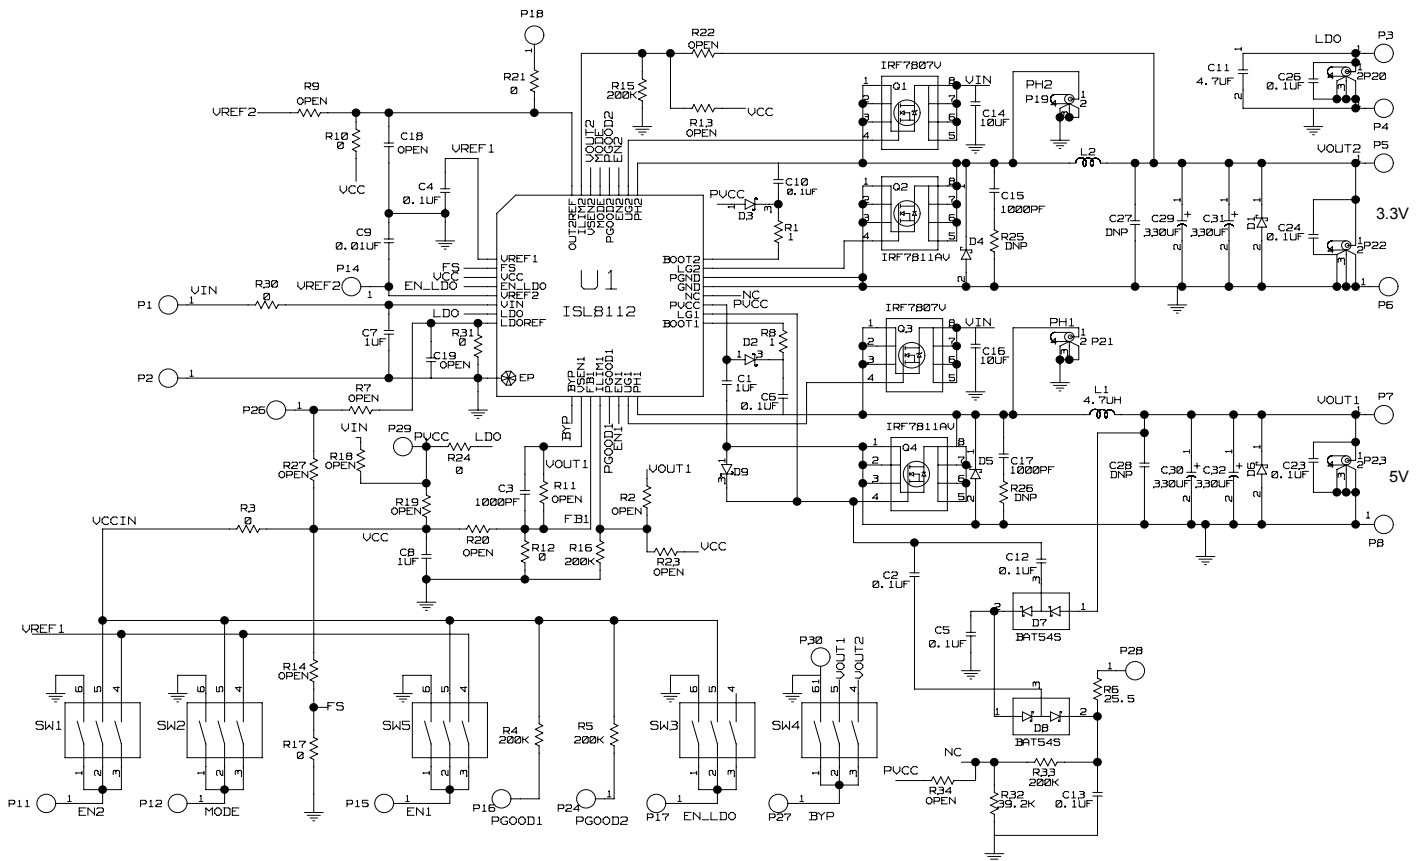 P18
1
R22
OPEN
LDO
P3
R9
OPEN
R21
0
R15
200K
IRF7807V
Q1
VIN
PH2
P19
C11
4.7UF
C26
0.1UF
P20
VREF2
R10
0
C18
OPEN
VREF1
R13
OPEN
VCC
C14
10UF
P4
P5
VCC
C4
0.1UF
VOUT2
MODE
PGOOD2
EN2
L2
VOUT2
OUT2REF
ILIM2
VSEN2
MODE
PGOOD2
EN2
UG2
PH2
PVCC
D3
C10
0.1UF
Q2
C15
1000PF
3.3V
C9
0.01UF
R1
1
D4
R25
DNP
C27
DNP
C29
330UF
C31
330UF
D1
C24
0.1UF
P22
IRF7811AV
P14
FS
VCC
VREF2
EN_LDO
VREF1
FS
VCC
EN_LDO
VREF2
VIN
LDO
LDOREF
U1
ISL8112
BOOT2
LG2
PGND
GND
NC
PVCC
LG1
BOOT1
NC
PVCC
P1
VIN
R30
0
LDO
P6
IRF7807V
Q3
VIN
PH1
P21
C7
1UF
C19
OPEN
R31
0
R8
1
D2
C16
10UF
P2
EP
BYP
VSEN1
FB1
ILIM1
PGOOD1
EN1
UG1
PH1
C1
1UF
C6
0.1UF
R7
OPEN
P26
L1
4.7UH
VOUT1
P7
VIN
P29
PVCC
LDO
BYP
PGOOD1
EN1
IRF7811AV
Q4
R27
OPEN
R18
OPEN
R24
0
VOUT1
VOUT1
D9
D5
C17
1000PF
C28
DNP
C30
330UF
C32
330UF
D6
C23
0.1UF
P23
5V
R19
OPEN
C3
1000PF
R11
OPEN
R2
OPEN
R26
DNP
VCCIN
R3
0
VCC
FB1
P8
C8
1UF
R20
OPEN
R12
0
R16
200K
R23
OPEN
VCC
C2
0.1UF
C12
0.1UF
D7
BAT54S
C5
0.1UF
VREF1
R14
OPEN
P30
VOUT1
VOUT2
P28
R6
25.5
SW1
SW2
FS
SW5
R4
200K
R5
200K
SW3
SW4
D8
BAT54S
R17
0
NC
PVCC
R34
OPEN
R33
200K
R32
39.2K
C13
0.1UF
P11
EN2
P12
MODE
P15
EN1
P16
PGOOD1
P24
PGOOD2
P17
EN_LDO
P27
BYP